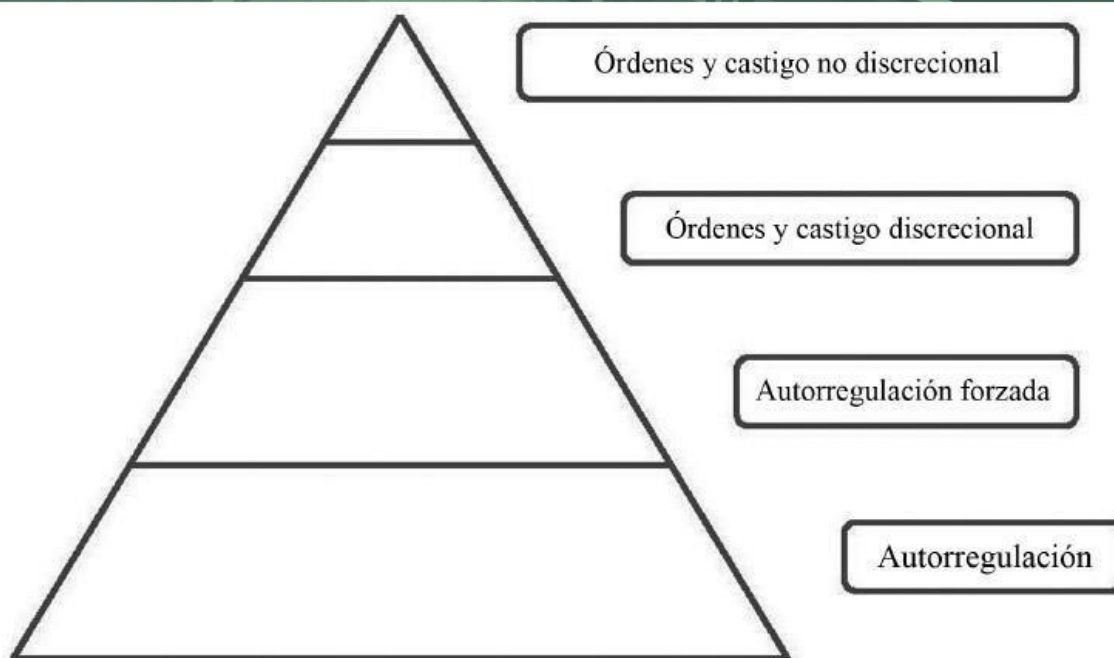 Órdenes y castigo no discrecional
Órdenes y castigo discrecional
Autorregulación forzada
Autorregulación